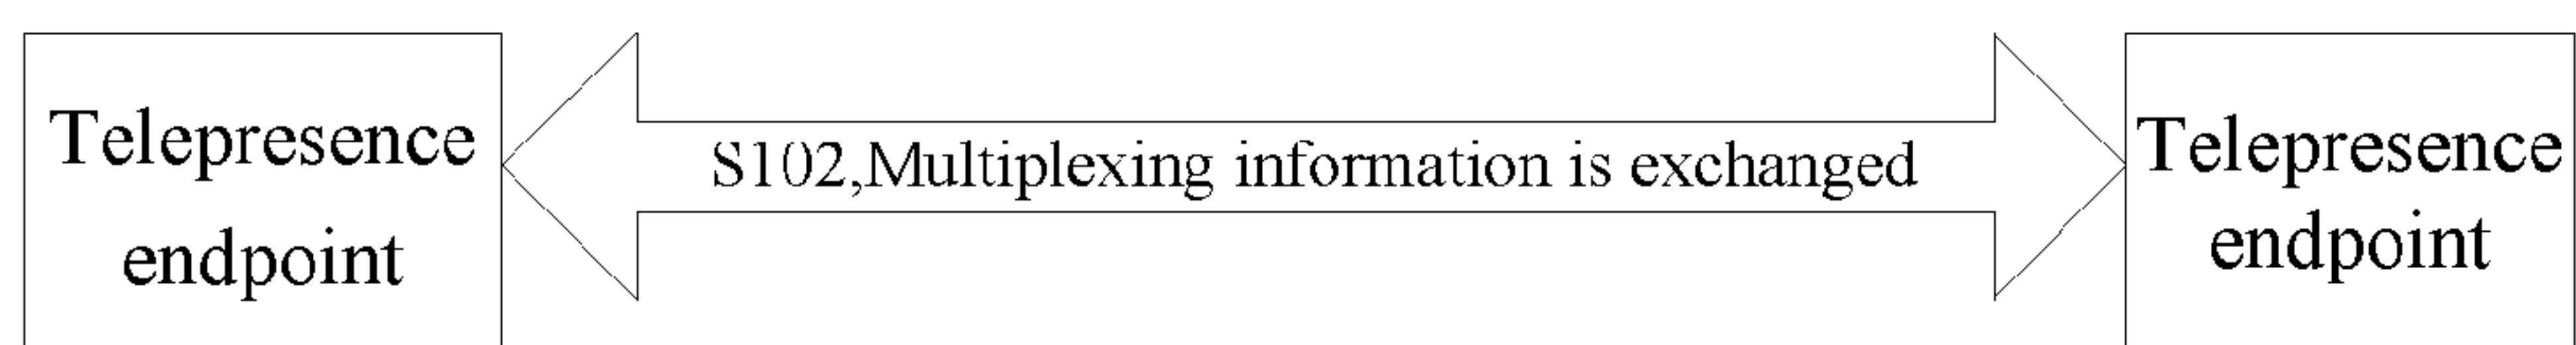 Telepresence
endpoint
S102,Multiplexing information is exchanged
Telepresence
endpoint